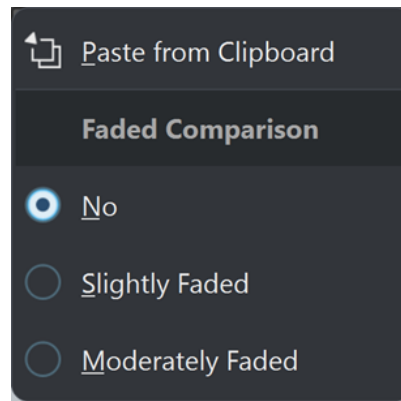 Paste from Clipboard
Faded Comparison
No
Slightly Faded
Moderately Faded